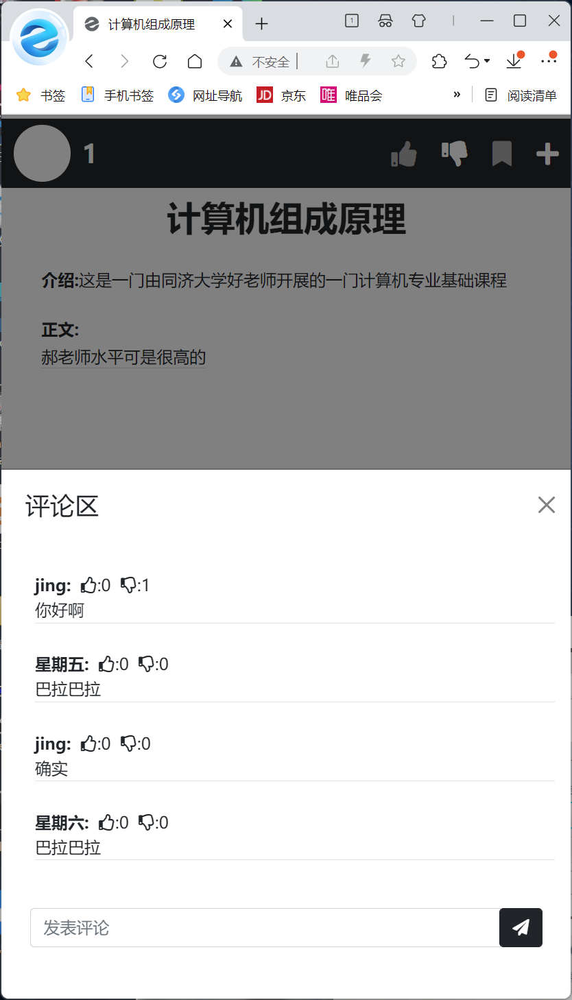 计算机组成原理
1
不安全
书签 手机书签 网址导航 JD 京东 唯 唯品会 » 阅读清单
1
计算机组成原理
介绍:这是一门由同济大学好老师开展的一门计算机专业基础课程
正文:
郝老师水平可是很高的
评论区
jing: :0 :1
你好啊
星期五: :0 :0
巴拉巴拉
jing: :0 :0
确实
星期六: :0 :0
巴拉巴拉
发表评论